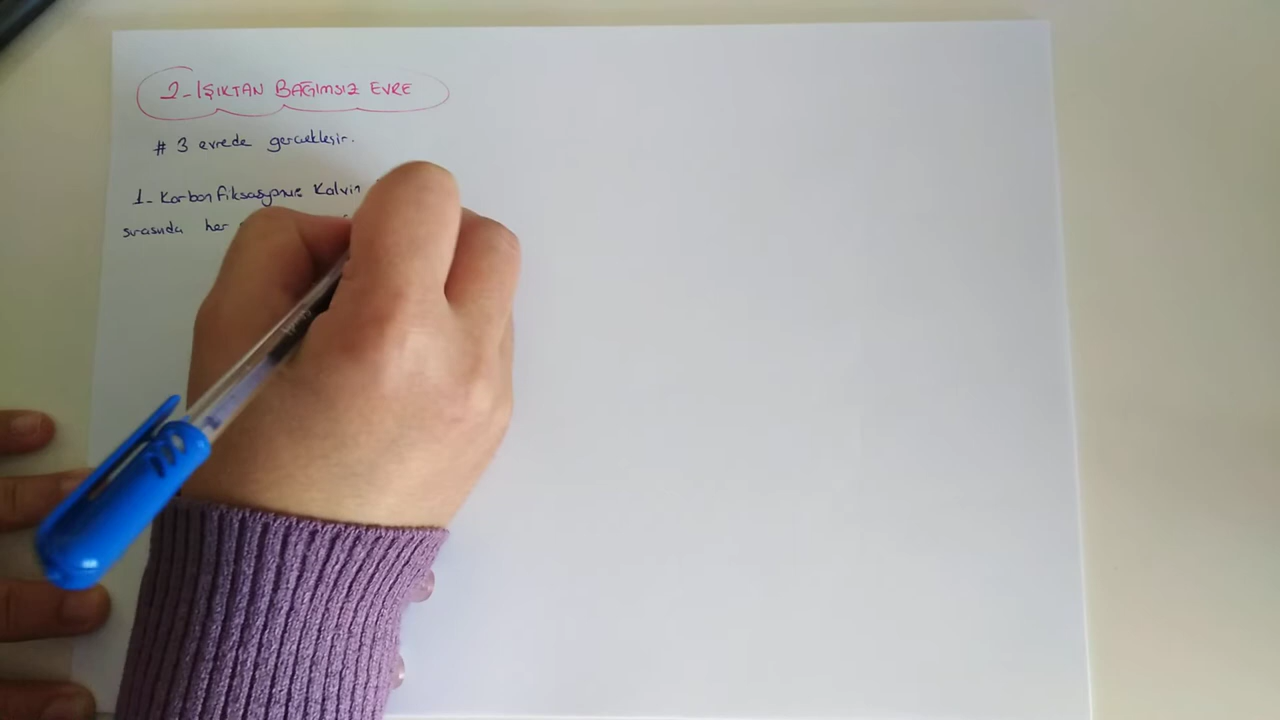 2- IŞIKTAN BAĞIMSIZ EVRE
# 3 evrede gerçekleşir.
1- Karbon fiksasyonu: Kalvin
sırasında her